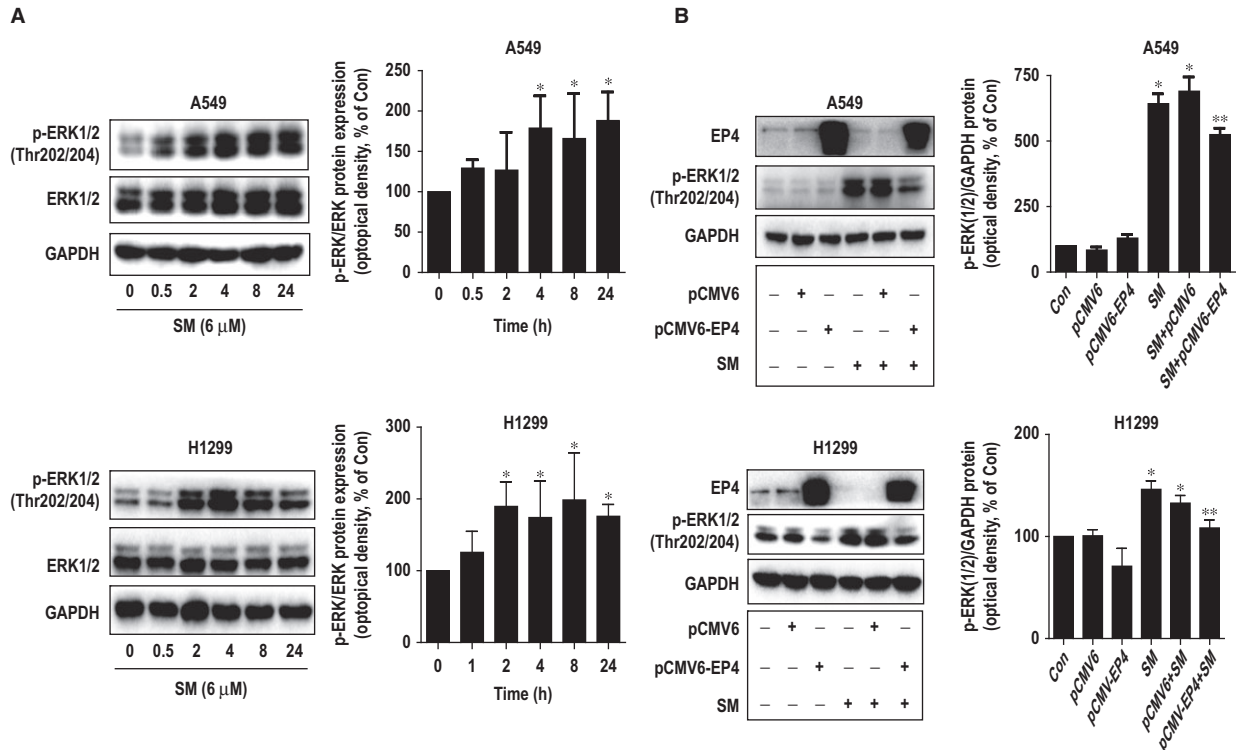 A
A549
p-ERK1/2
(Thr202/204)
ERK1/2
GAPDH
0 0.5 2 4 8 24
SM (6 μM)
A549
p-ERK/ERK protein expression
(optopical density, % of Con)
250
200
150
100
50
0
* * *
0 0.5 2 4 8 24
Time (h)
H1299
p-ERK1/2
(Thr202/204)
ERK1/2
GAPDH
0 0.5 2 4 8 24
SM (6 μM)
H1299
p-ERK/ERK protein expression
(optopical density, % of Con)
300
200
100
0
* * * *
0 1 2 4 8 24
Time (h)
B
A549
EP4
p-ERK1/2
(Thr202/204)
GAPDH
pCMV6 – + – – + –
pCMV6-EP4 – – + – – +
SM – – – + + +
A549
p-ERK(1/2)/GAPDH protein
(optical density, % of Con)
750
500
250
0
* * **
Con
pCMV6
pCMV6-EP4
SM
SM+pCMV6
SM+pCMV6-EP4
H1299
EP4
p-ERK1/2
(Thr202/204)
GAPDH
pCMV6 – + – – + –
pCMV6-EP4 – – + – – +
SM – – – + + +
H1299
p-ERK(1/2)/GAPDH protein
(optical density, % of Con)
200
100
0
* * **
Con
pCMV6
pCMV-EP4
SM
pCMV6+SM
pCMV-EP4+SM